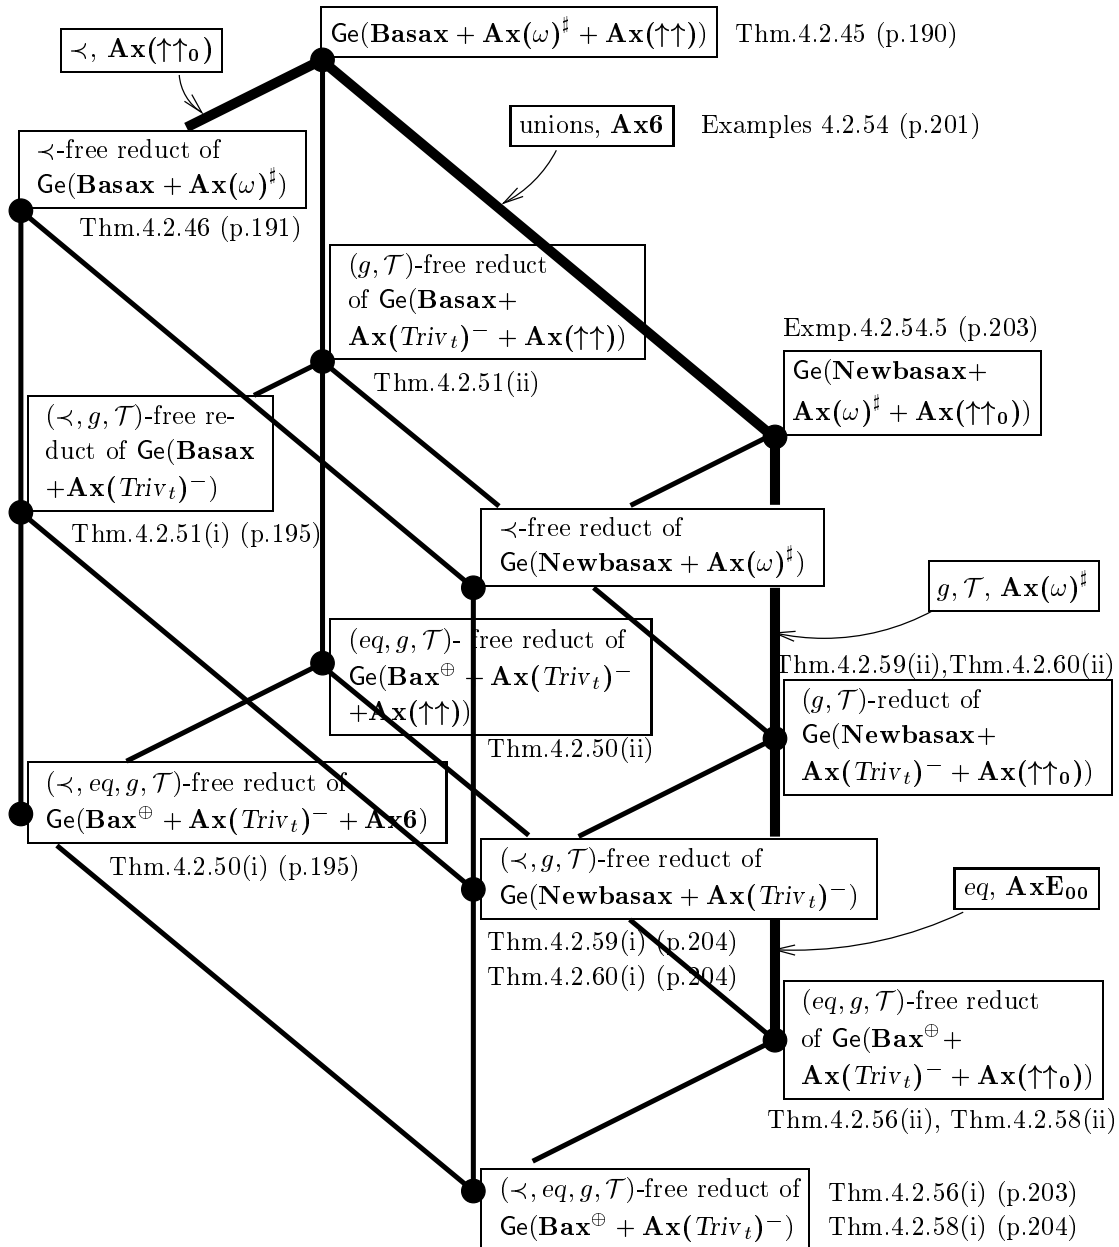 Ge(Basax + Ax(ω)♯ + Ax(↑↑))
Thm.4.2.45 (p.190)
≺, Ax(↑↑₀)
unions, Ax6
Examples 4.2.54 (p.201)
≺-free reduct of
Ge(Basax + Ax(ω)♯)
Thm.4.2.46 (p.191)
(g, 𝒯)-free reduct
of Ge(Basax+
Ax(Triv_t)⁻ + Ax(↑↑))
Thm.4.2.51(ii)
Exmp.4.2.54.5 (p.203)
Ge(Newbasax+
Ax(ω)♯ + Ax(↑↑₀))
(≺, g, 𝒯)-free re-
duct of Ge(Basax
+Ax(Triv_t)⁻)
Thm.4.2.51(i) (p.195)
≺-free reduct of
Ge(Newbasax + Ax(ω)♯)
g, 𝒯, Ax(ω)♯
(eq, g, 𝒯)- free reduct of
Ge(Bax⊕ + Ax(Triv_t)⁻
+Ax(↑↑))
Thm.4.2.50(ii)
Thm.4.2.59(ii),Thm.4.2.60(ii)
(g, 𝒯)-reduct of
Ge(Newbasax+
Ax(Triv_t)⁻ + Ax(↑↑₀))
(≺, eq, g, 𝒯)-free reduct of
Ge(Bax⊕ + Ax(Triv_t)⁻ + Ax6)
Thm.4.2.50(i) (p.195)
(≺, g, 𝒯)-free reduct of
Ge(Newbasax + Ax(Triv_t)⁻)
Thm.4.2.59(i) (p.204)
Thm.4.2.60(i) (p.204)
eq, AxE₀₀
(eq, g, 𝒯)-free reduct
of Ge(Bax⊕+
Ax(Triv_t)⁻ + Ax(↑↑₀))
Thm.4.2.56(ii), Thm.4.2.58(ii)
(≺, eq, g, 𝒯)-free reduct of
Ge(Bax⊕ + Ax(Triv_t)⁻)
Thm.4.2.56(i) (p.203)
Thm.4.2.58(i) (p.204)